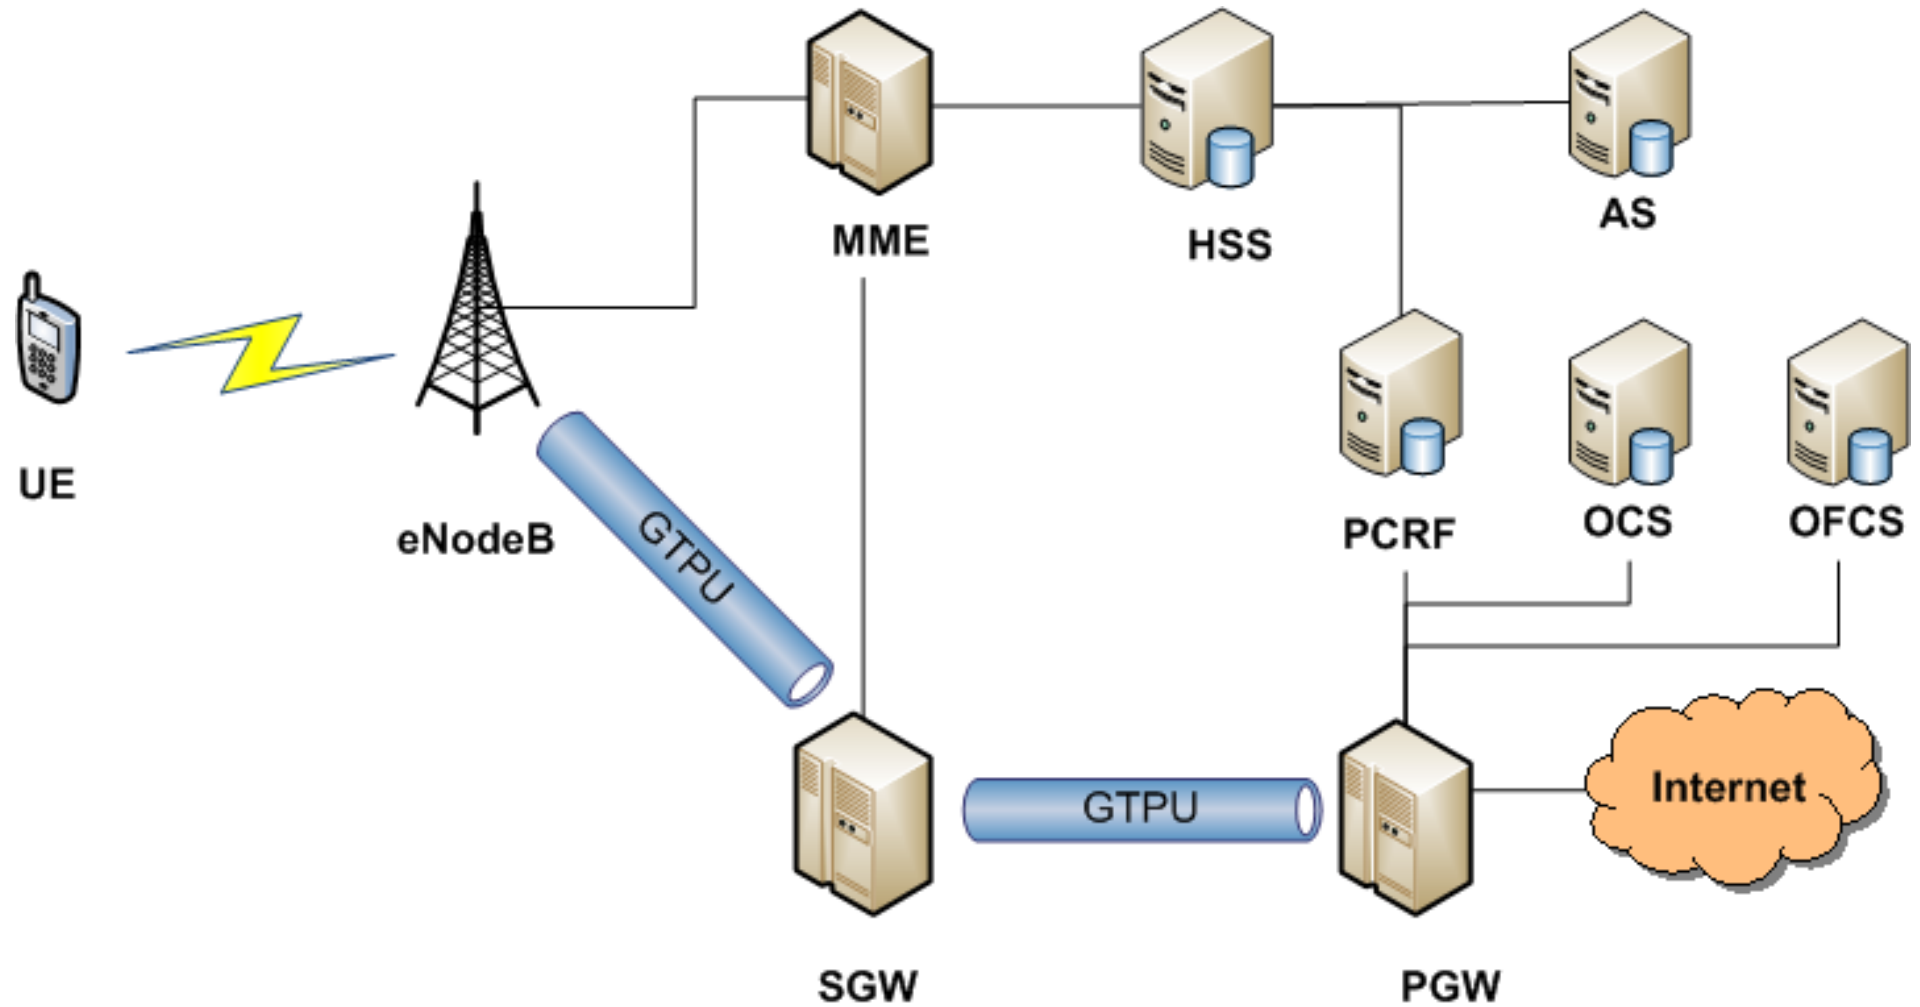 MME
HSS
AS
UE
eNodeB
GTPU
PCRF
OCS
OFCS
GTPU
Internet
SGW
PGW